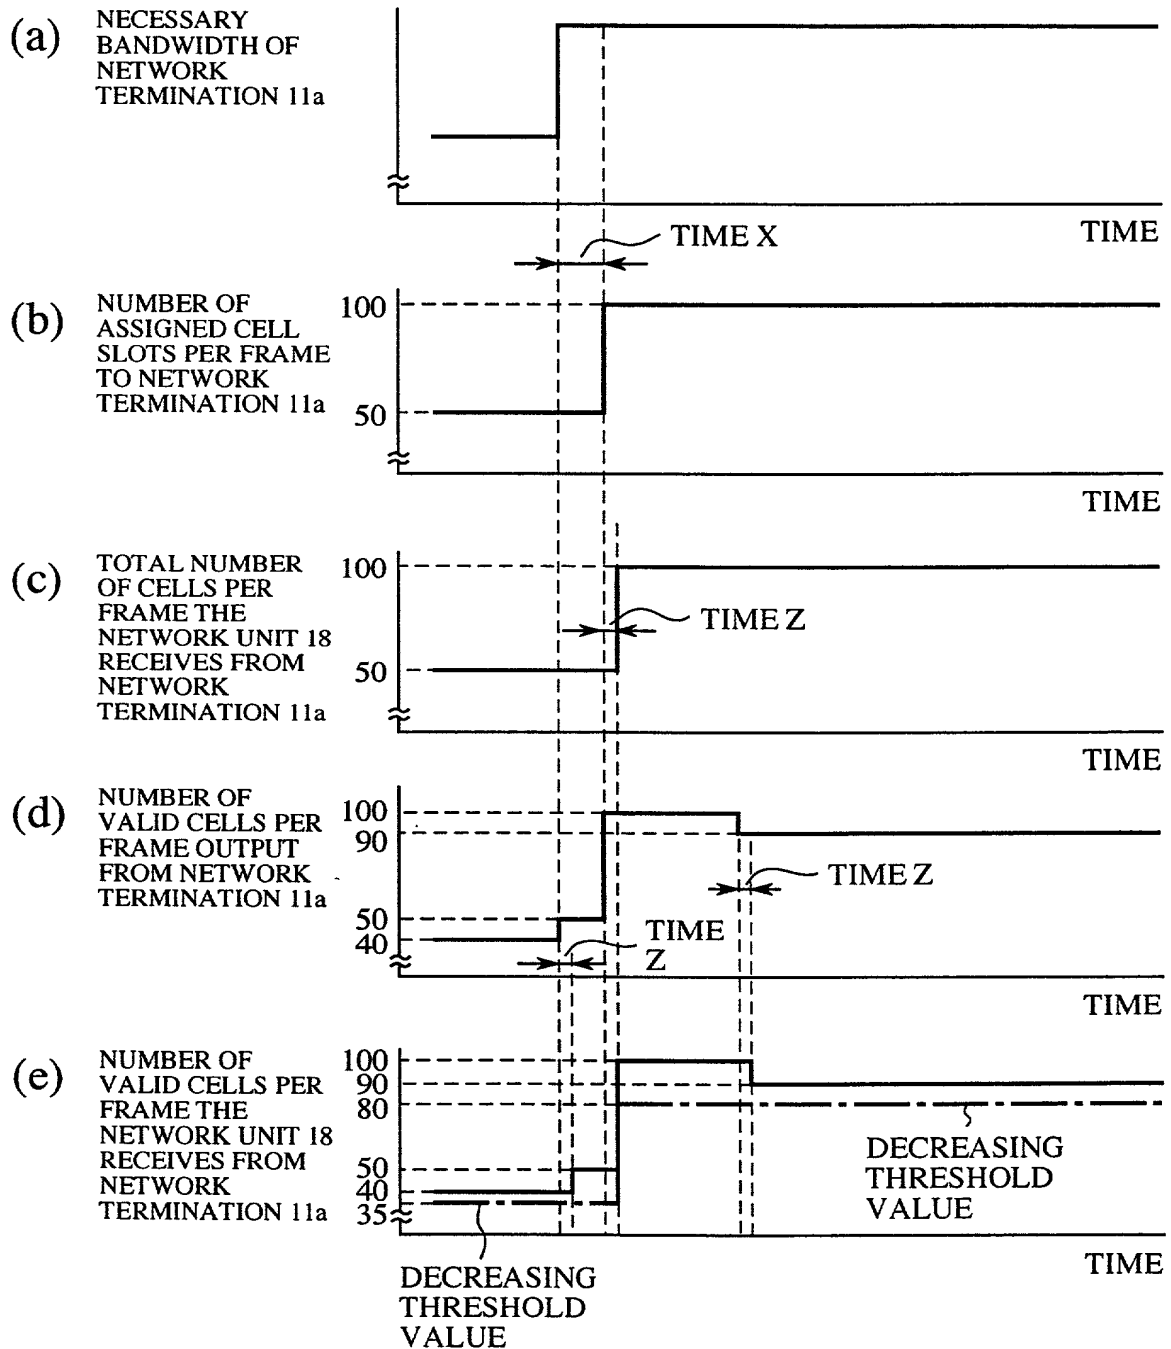 (a)
NECESSARY
BANDWIDTH OF
NETWORK
TERMINATION 11a
TIME
TIME X
(b)
NUMBER OF
ASSIGNED CELL
SLOTS PER FRAME
TO NETWORK
TERMINATION 11a
100
50
TIME
(c)
TOTAL NUMBER
OF CELLS PER
FRAME THE
NETWORK UNIT 18
RECEIVES FROM
NETWORK
TERMINATION 11a
100
50
TIME Z
TIME
(d)
NUMBER OF
VALID CELLS PER
FRAME OUTPUT
FROM NETWORK
TERMINATION 11a
100
90
50
40
TIME Z
TIME
Z
TIME
(e)
NUMBER OF
VALID CELLS PER
FRAME THE
NETWORK UNIT 18
RECEIVES FROM
NETWORK
TERMINATION 11a
100
90
80
50
40
35
DECREASING
THRESHOLD
VALUE
TIME
DECREASING
THRESHOLD
VALUE